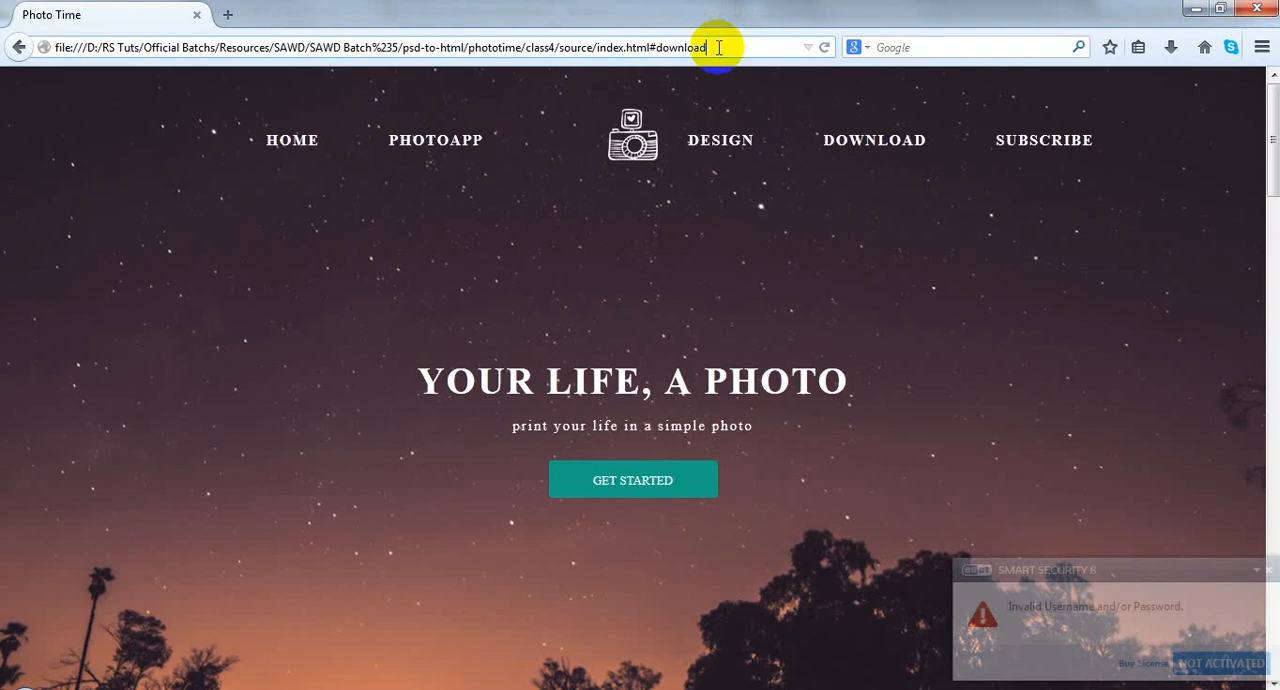 Photo Time
file:///D:/RS Tuts/Official Batchs/Resources/SAWD/SAWD Batch%235/psd-to-html/phototime/class4/source/index.html#download
Google
HOME PHOTOAPP DESIGN DOWNLOAD SUBSCRIBE
YOUR LIFE, A PHOTO
print your life in a simple photo
GET STARTED
eset SMART SECURITY 8
Invalid Username and/or Password.
Buy License NOT ACTIVATED